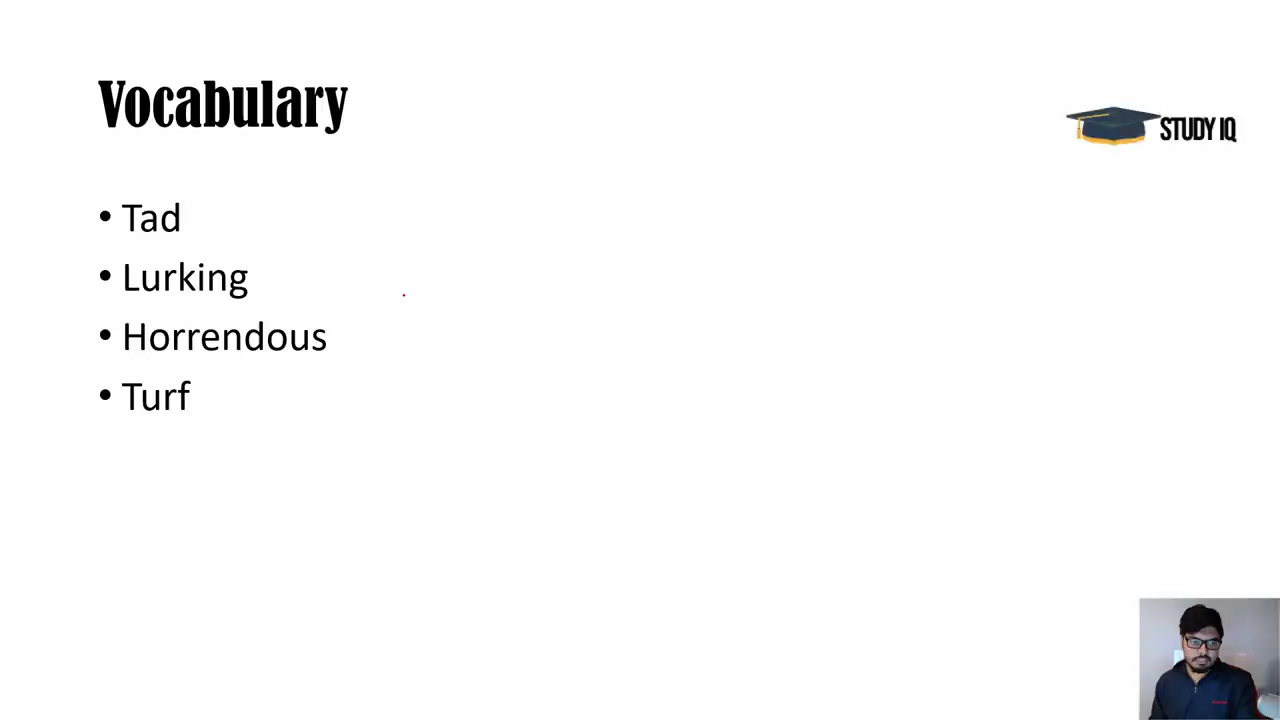 Vocabulary
STUDY IQ
• Tad
• Lurking
• Horrendous
• Turf